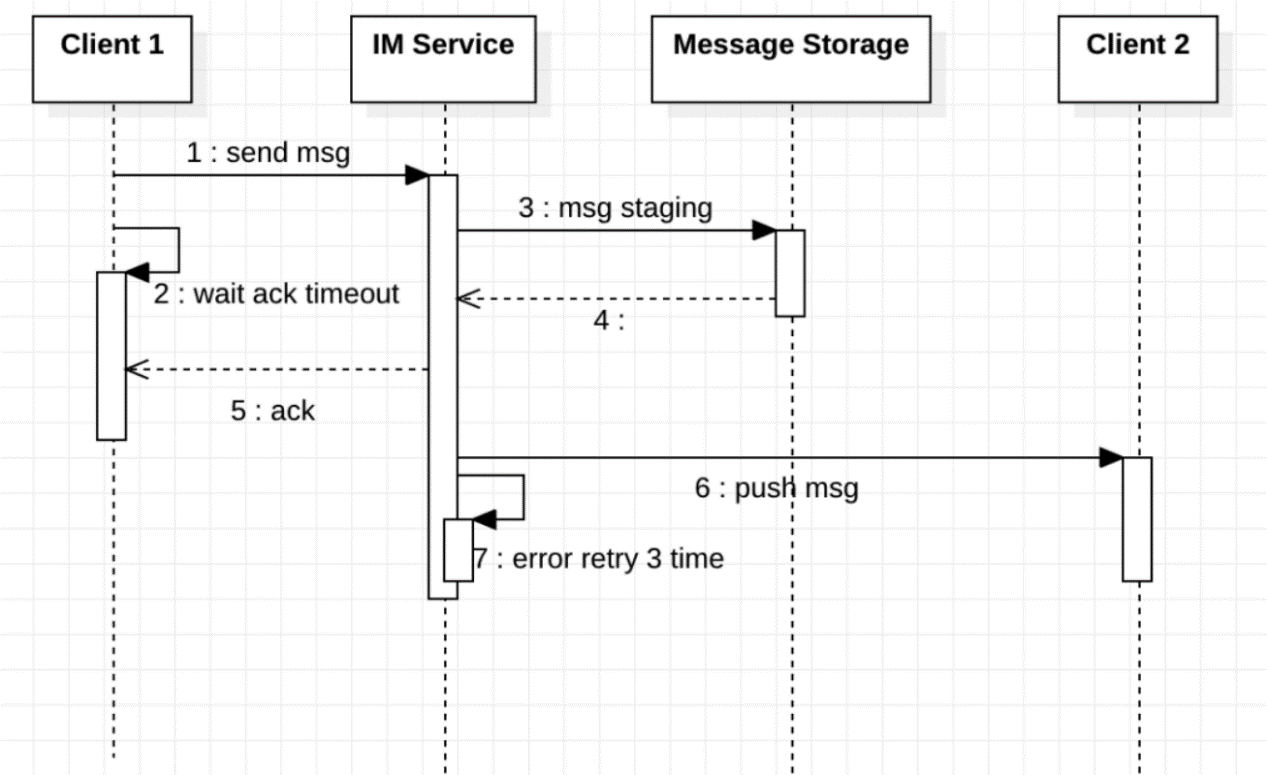 Client 1
IM Service
Message Storage
Client 2
1 : send msg
3 : msg staging
2 : wait ack timeout
4 :
5 : ack
6 : push msg
7 : error retry 3 time